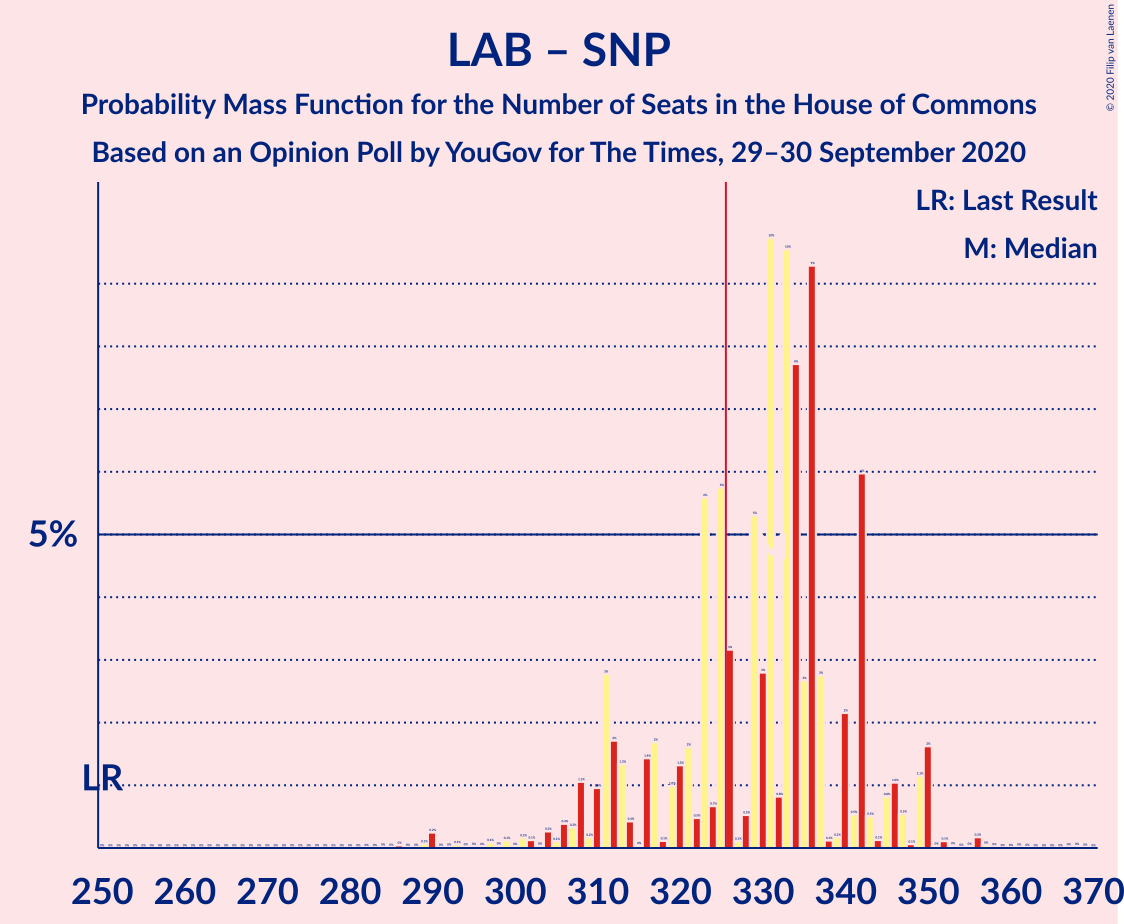 LAB – SNP
Probability Mass Function for the Number of Seats in the House of Commons
Based on an Opinion Poll by YouGov for The Times, 29–30 September 2020
© 2020 Filip van Laenen
LR: Last Result
M: Median
5%
LR
250 260 270 280 290 300 310 320 330 340 350 360 370